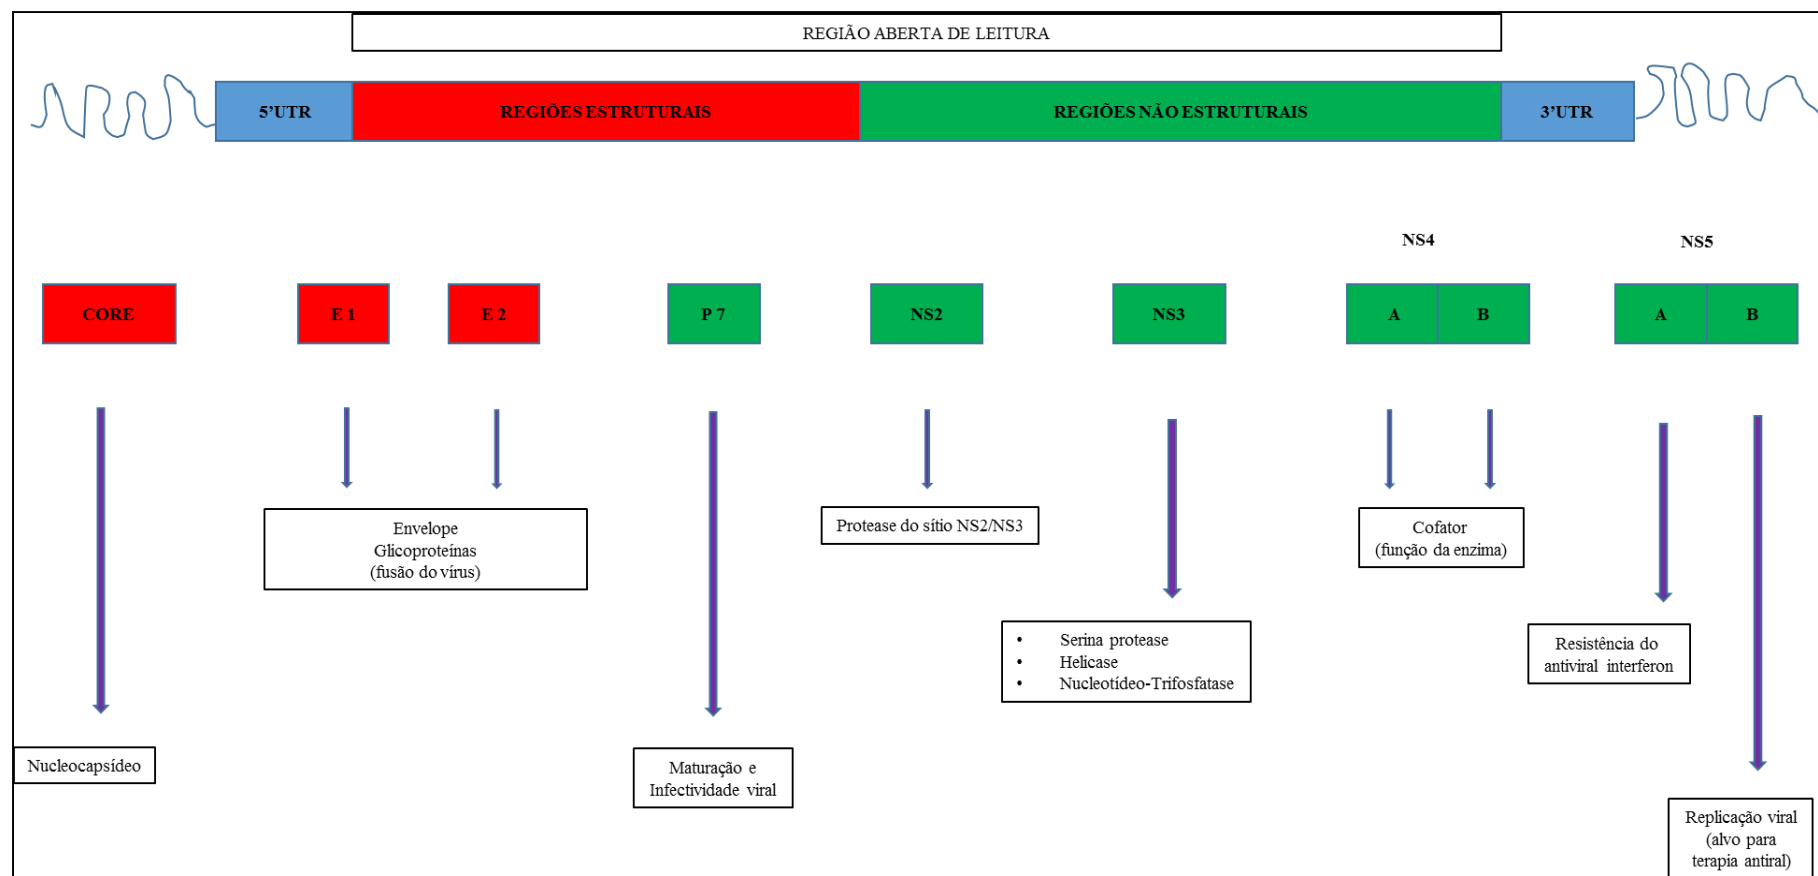 REGIÃO ABERTA DE LEITURA
5’UTR
REGIÕES ESTRUTURAIS
REGIÕES NÃO ESTRUTURAIS
3’UTR
NS4
NS5
CORE
E 1
E 2
P 7
NS2
NS3
A
B
A
B
Envelope
Glicoproteínas
(fusão do vírus)
Protease do sítio NS2/NS3
Cofator
(função da enzima)
• Serina protease
• Helicase
• Nucleotídeo-Trifosfatase
Resistência do
antiviral interferon
Nucleocapsídeo
Maturação e
Infectividade viral
Replicação viral
(alvo para
terapia antiral)